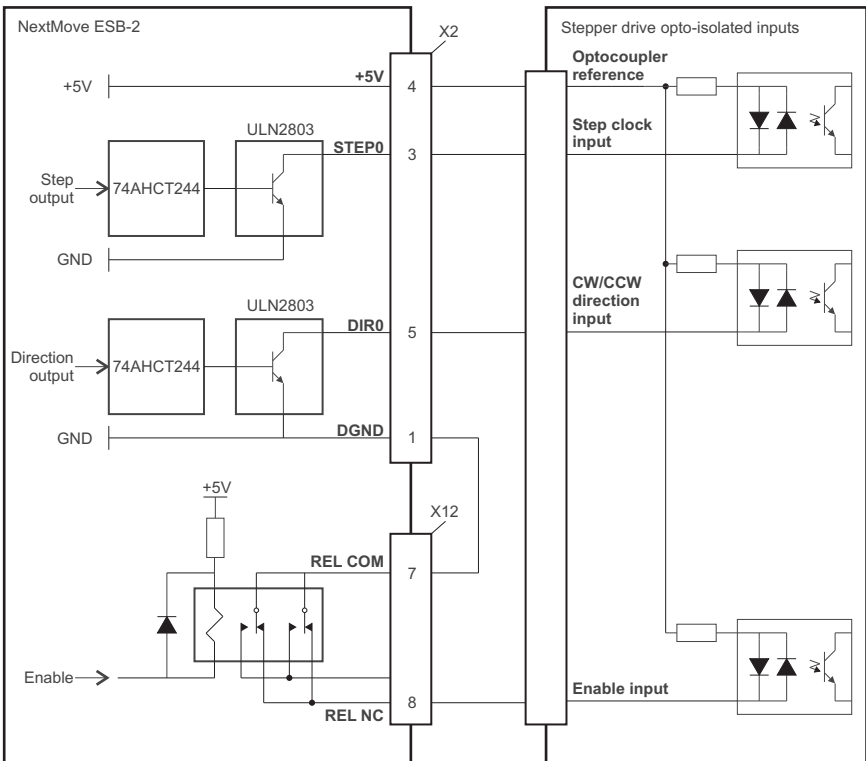 NextMove ESB-2
X2
Stepper drive opto-isolated inputs
+5V
+5V
4
Optocoupler
reference
ULN2803
STEP0
3
Step clock
input
Step
output
74AHCT244
GND
ULN2803
DIR0
5
CW/CCW
direction
input
Direction
output
74AHCT244
GND
DGND
1
+5V
X12
REL COM
7
Enable
8
REL NC
Enable input